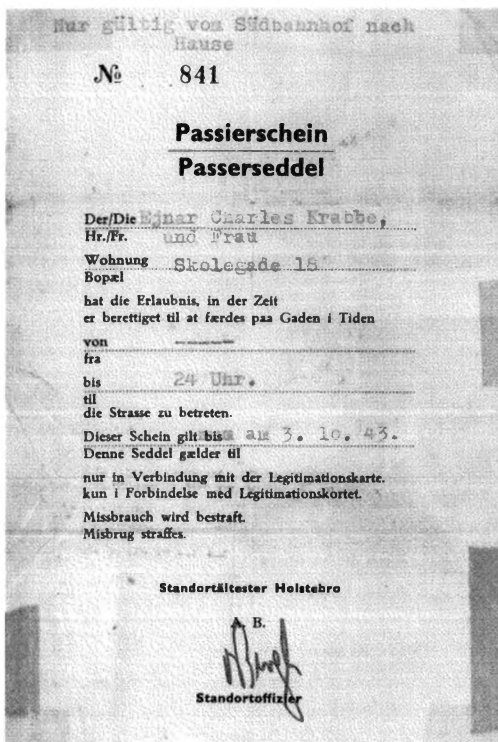 Nur gültig vom Südbahnhof nach
Hause
№ 841
Passierschein
Passerseddel
Der/Die Ejnar Charles Krabbe,
Hr./Fr. und Frau
Wohnung Skolegade 18
Bopæl
hat die Erlaubnis, in der Zeit
er berettiget til at færdes paa Gaden i Tiden
von -----
fra
bis 24 Uhr.
til
die Strasse zu betreten.
Dieser Schein gilt bis am 3. 10. 43.
Denne Seddel gælder til
nur in Verbindung mit der Legitimationskarte.
kun i Forbindelse med Legitimationskortet.
Missbrauch wird bestraft.
Misbrug straffes.
Standortältester Holstebro
A. B.
Standortoffizier